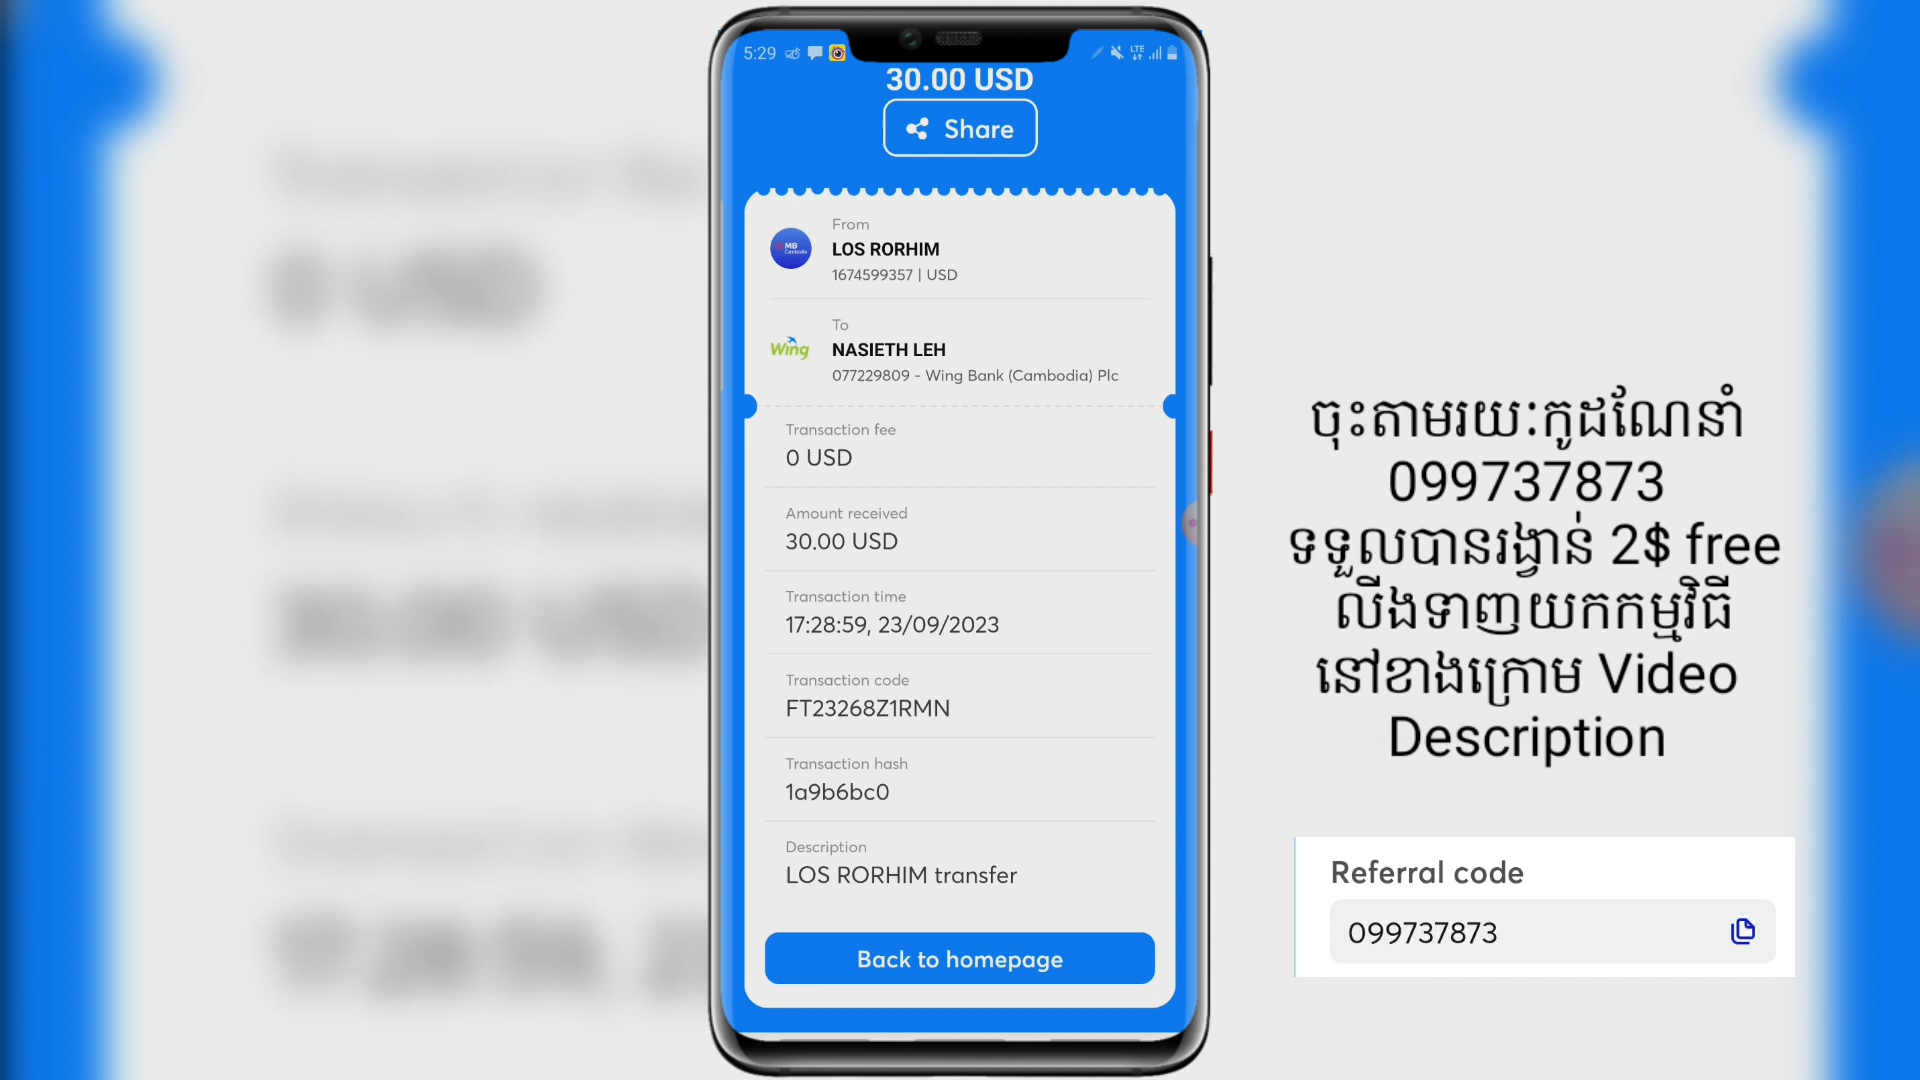 5:29
LTE
30.00 USD
Share
From
MB
Cambodia
LOS RORHIM
1674599357 | USD
To
Wing
NASIETH LEH
077229809 - Wing Bank (Cambodia) Plc
Transaction fee
0 USD
Amount received
30.00 USD
Transaction time
17:28:59, 23/09/2023
Transaction code
FT23268Z1RMN
Transaction hash
1a9b6bc0
Description
LOS RORHIM transfer
Back to homepage
ចុះតាមរយៈកូដណែនាំ
099737873
ទទួលបានរង្វាន់ 2$ free
លីងទាញយកកម្មវិធី
នៅខាងក្រោម Video
Description
Referral code
099737873